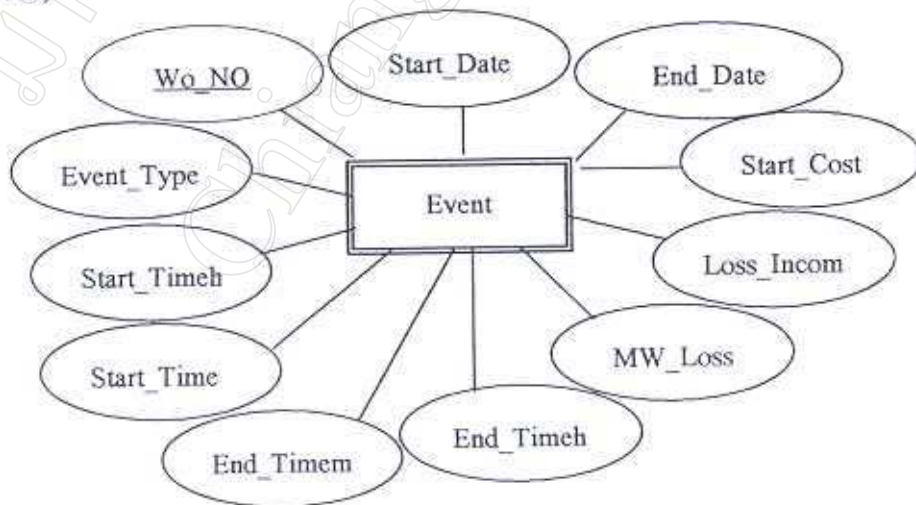 Wo_NO
Start_Date
End_Date
Event_Type
Start_Cost
Event
Start_Timeh
Loss_Incom
Start_Time
MW_Loss
End_Timem
End_Timeh